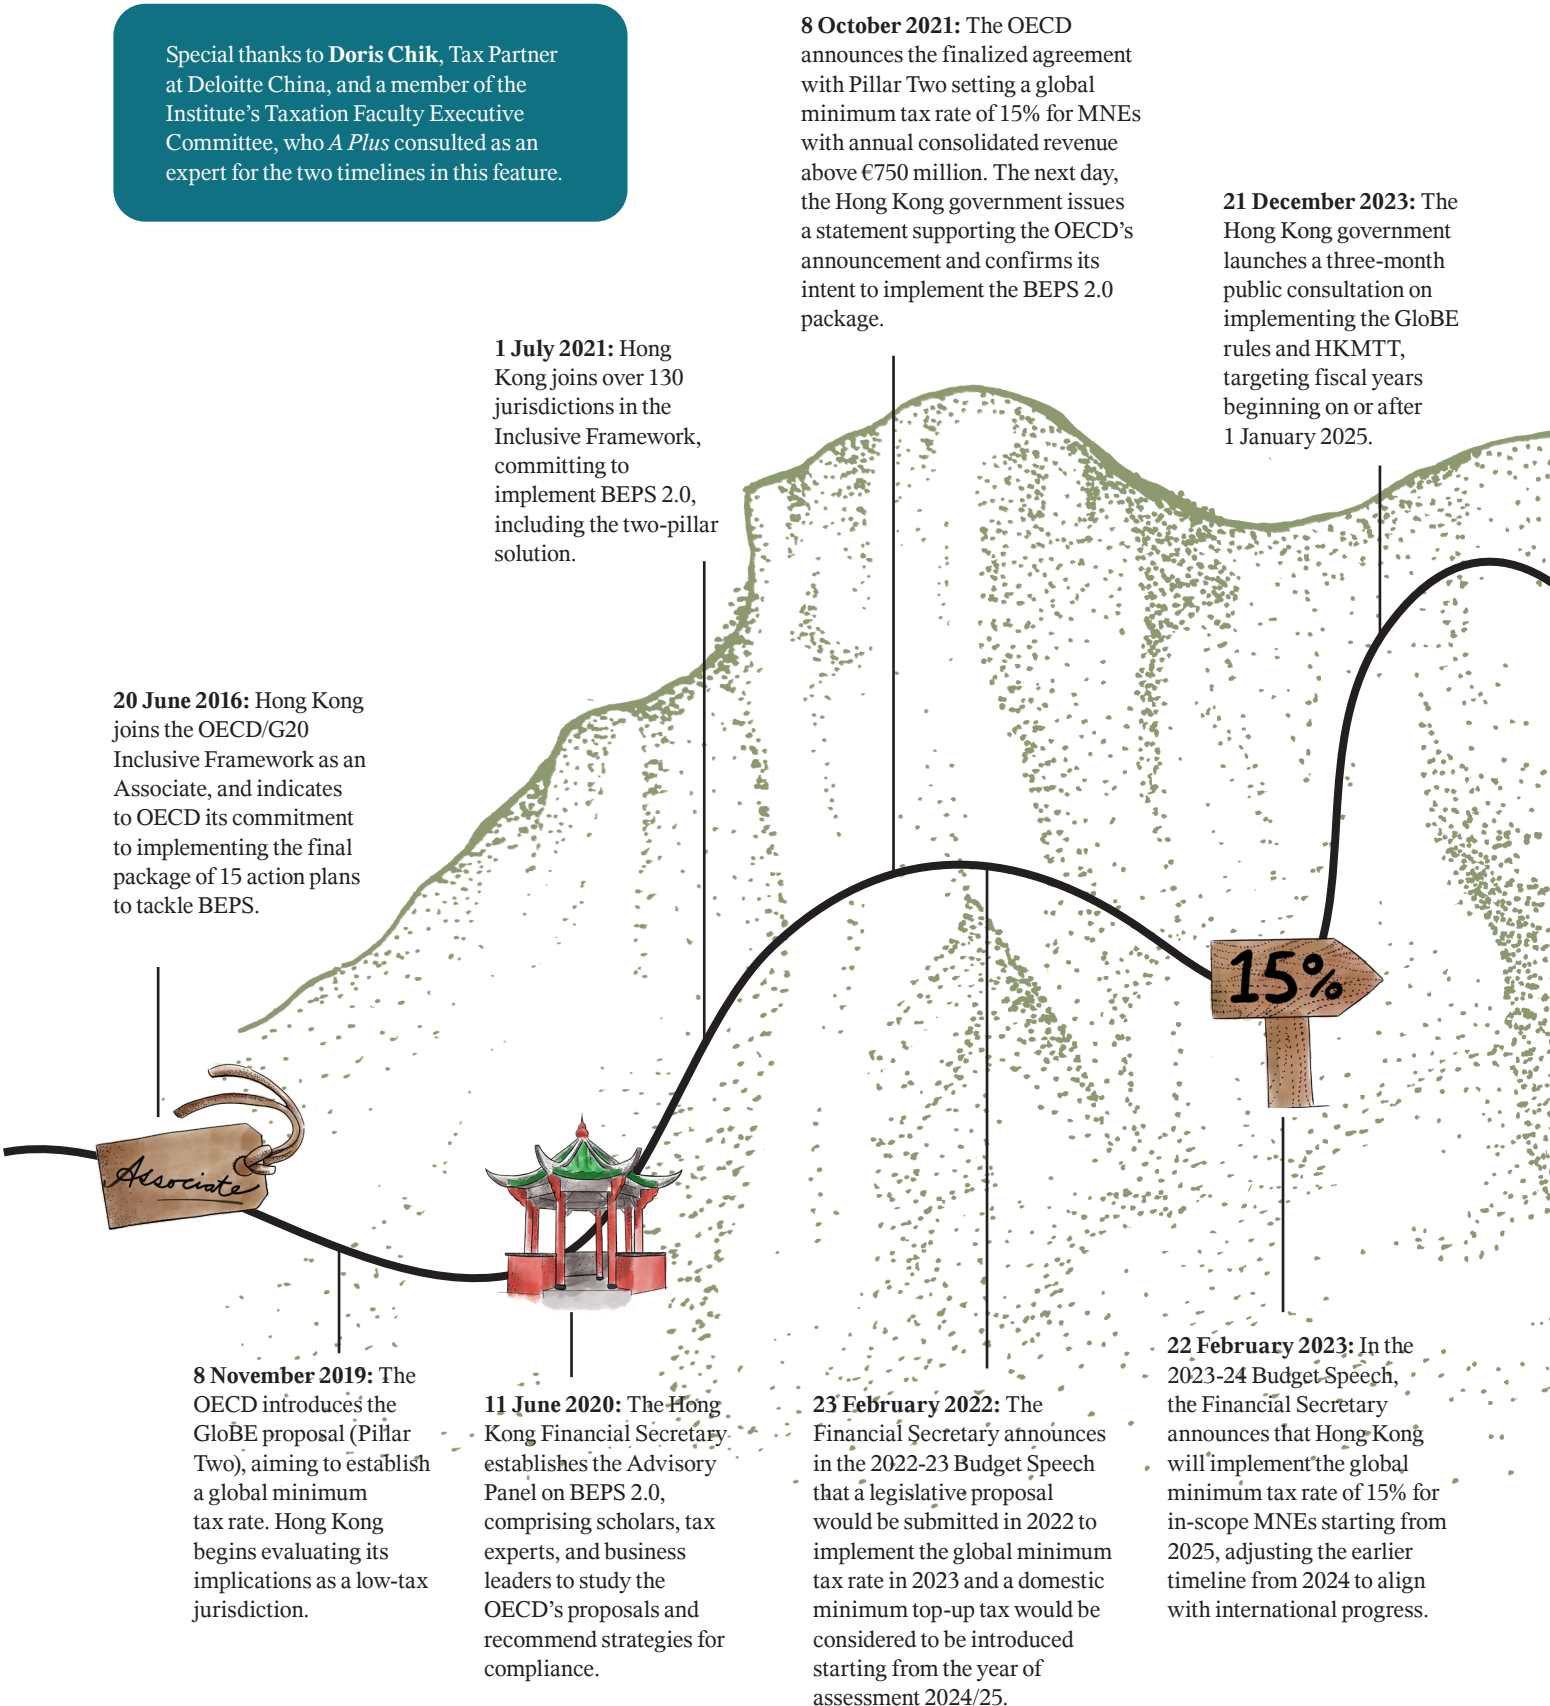 Special thanks to Doris Chik, Tax Partner
at Deloitte China, and a member of the
Institute’s Taxation Faculty Executive
Committee, who A Plus consulted as an
expert for the two timelines in this feature.
8 October 2021: The OECD
announces the finalized agreement
with Pillar Two setting a global
minimum tax rate of 15% for MNEs
with annual consolidated revenue
above €750 million. The next day,
the Hong Kong government issues
a statement supporting the OECD’s
announcement and confirms its
intent to implement the BEPS 2.0
package.
21 December 2023: The
Hong Kong government
launches a three-month
public consultation on
implementing the GloBE
rules and HKMTT,
targeting fiscal years
beginning on or after
1 January 2025.
1 July 2021: Hong
Kong joins over 130
jurisdictions in the
Inclusive Framework,
committing to
implement BEPS 2.0,
including the two-pillar
solution.
20 June 2016: Hong Kong
joins the OECD/G20
Inclusive Framework as an
Associate, and indicates
to OECD its commitment
to implementing the final
package of 15 action plans
to tackle BEPS.
15%
Associate
8 November 2019: The
OECD introduces the
GloBE proposal (Pillar
Two), aiming to establish
a global minimum
tax rate. Hong Kong
begins evaluating its
implications as a low-tax
jurisdiction.
11 June 2020: The Hong
Kong Financial Secretary
establishes the Advisory
Panel on BEPS 2.0,
comprising scholars, tax
experts, and business
leaders to study the
OECD’s proposals and
recommend strategies for
compliance.
23 February 2022: The
Financial Secretary announces
in the 2022-23 Budget Speech
that a legislative proposal
would be submitted in 2022 to
implement the global minimum
tax rate in 2023 and a domestic
minimum top-up tax would be
considered to be introduced
starting from the year of
assessment 2024/25.
22 February 2023: In the
2023-24 Budget Speech,
the Financial Secretary
announces that Hong Kong
will implement the global
minimum tax rate of 15% for
in-scope MNEs starting from
2025, adjusting the earlier
timeline from 2024 to align
with international progress.